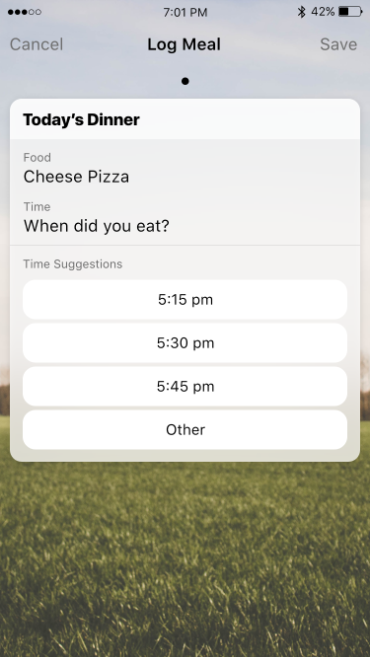 7:01 PM 42%
Cancel Log Meal Save
Today's Dinner
Food
Cheese Pizza
Time
When did you eat?
Time Suggestions
5:15 pm
5:30 pm
5:45 pm
Other